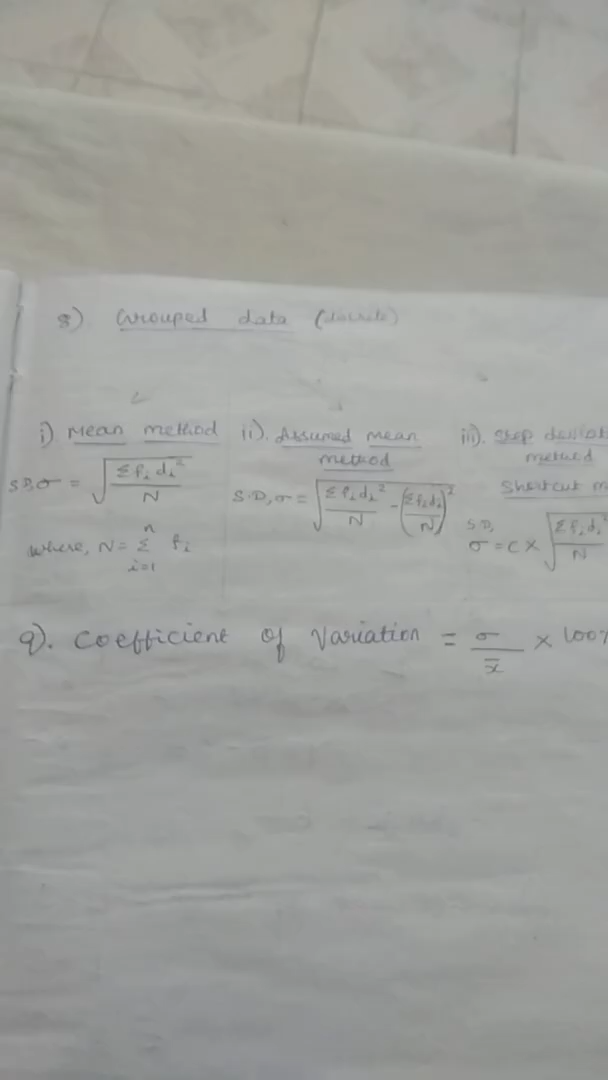 8) Grouped data (discrete)
i) Mean method
S.D, σ = √(Σfᵢdᵢ² / N)
where, N = Σⁿᵢ₌₁ fᵢ
ii). Assumed mean
method
S.D, σ = √(Σfᵢdᵢ² / N - (Σfᵢdᵢ / N)²)
iii). Step
method
Shortcut
S.D,
σ = C × √(Σfᵢdᵢ² / N
9). Coefficient of Variation = σ / x̄ × 100%